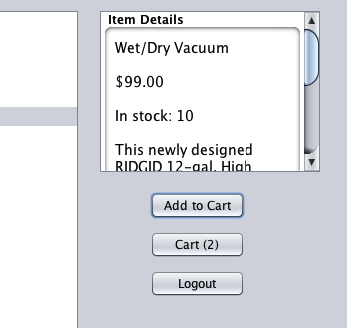 Item Details
Wet/Dry Vacuum
$99.00
In stock: 10
This newly designed
RIDGID 12-gal. High
Add to Cart
Cart (2)
Logout